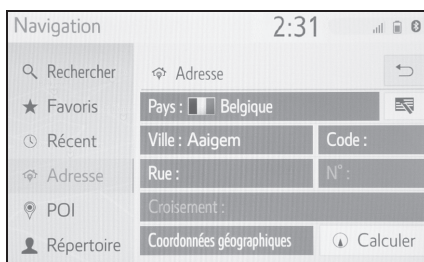 Navigation 2:31
Rechercher
Adresse
Favoris
Pays : Belgique
Récent
Ville : Aaigem Code :
Adresse
Rue : N° :
POI
Croisement :
Répertoire
Coordonnées géographiques Calculer